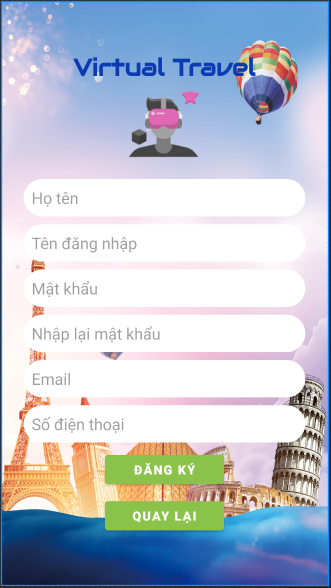 Virtual Travel
Họ tên
Tên đăng nhập
Mật khẩu
Nhập lại mật khẩu
Email
Số điện thoại
ĐĂNG KÝ
QUAY LẠI